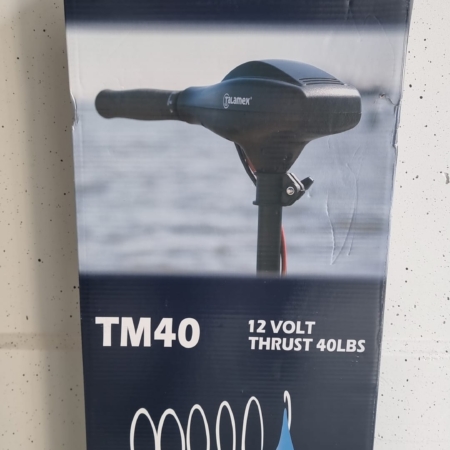 TALAMEX
TM40
12 VOLT
THRUST 40LBS